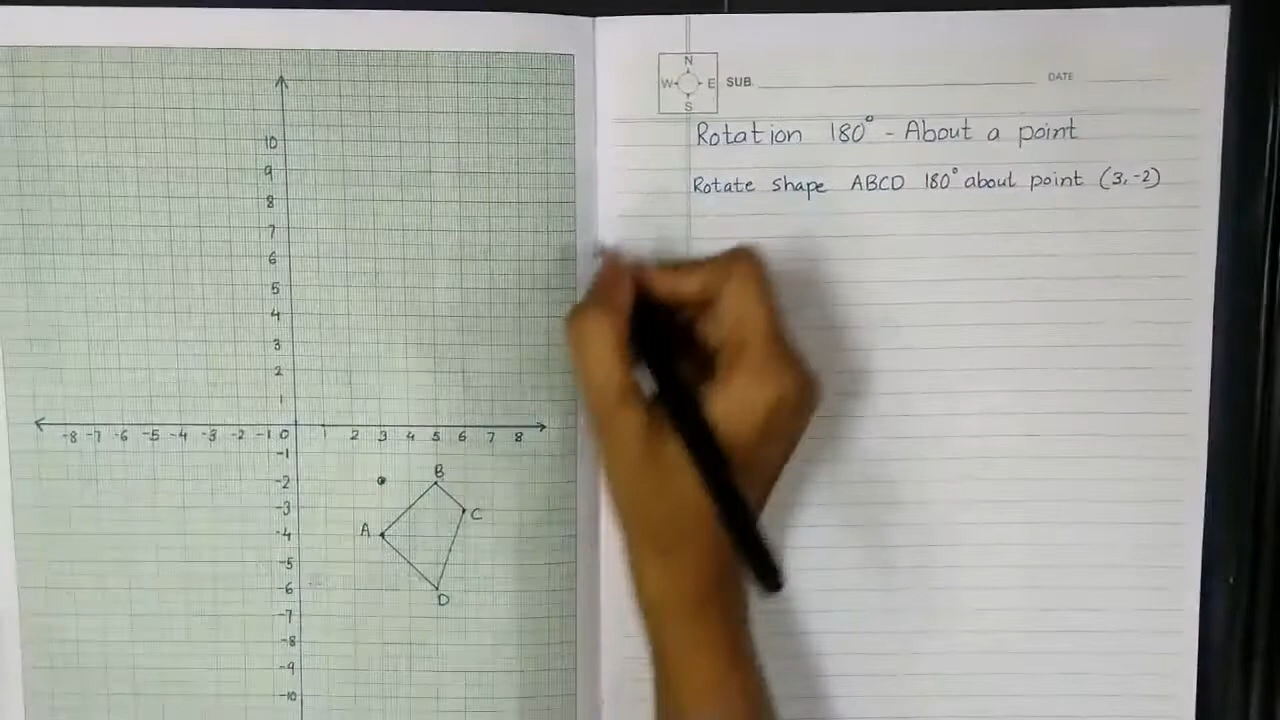 10
9
8
7
6
5
4
3
2
1
-8 -7 -6 -5 -4 -3 -2 -1 0 1 2 3 4 5 6 7 8
-1
-2
-3
-4
-5
-6
-7
-8
-9
-10
B
C
A
D
N
W E
S
SUB.
DATE
Rotation 180° - About a point
Rotate shape ABCD 180° about point (3,-2)